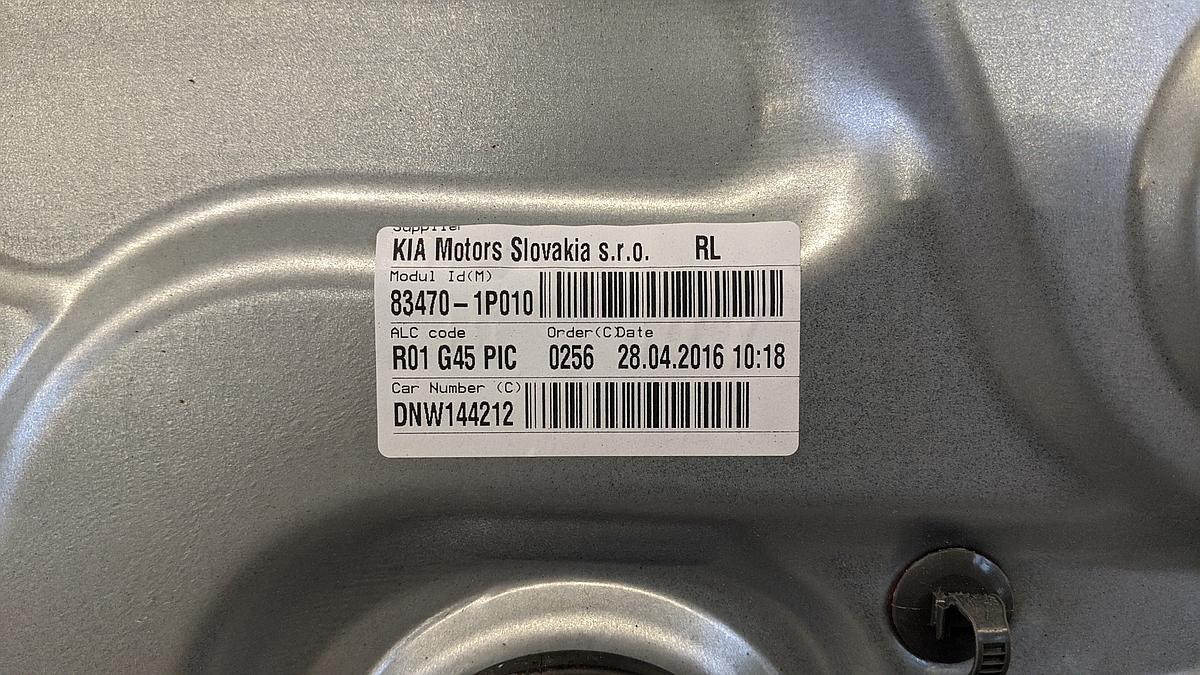 Supplier
KIA Motors Slovakia s.r.o. RL
Modul Id(M)
83470-1P010
ALC code Order(C)Date
R01 G45 PIC 0256 28.04.2016 10:18
Car Number (C)
DNW144212